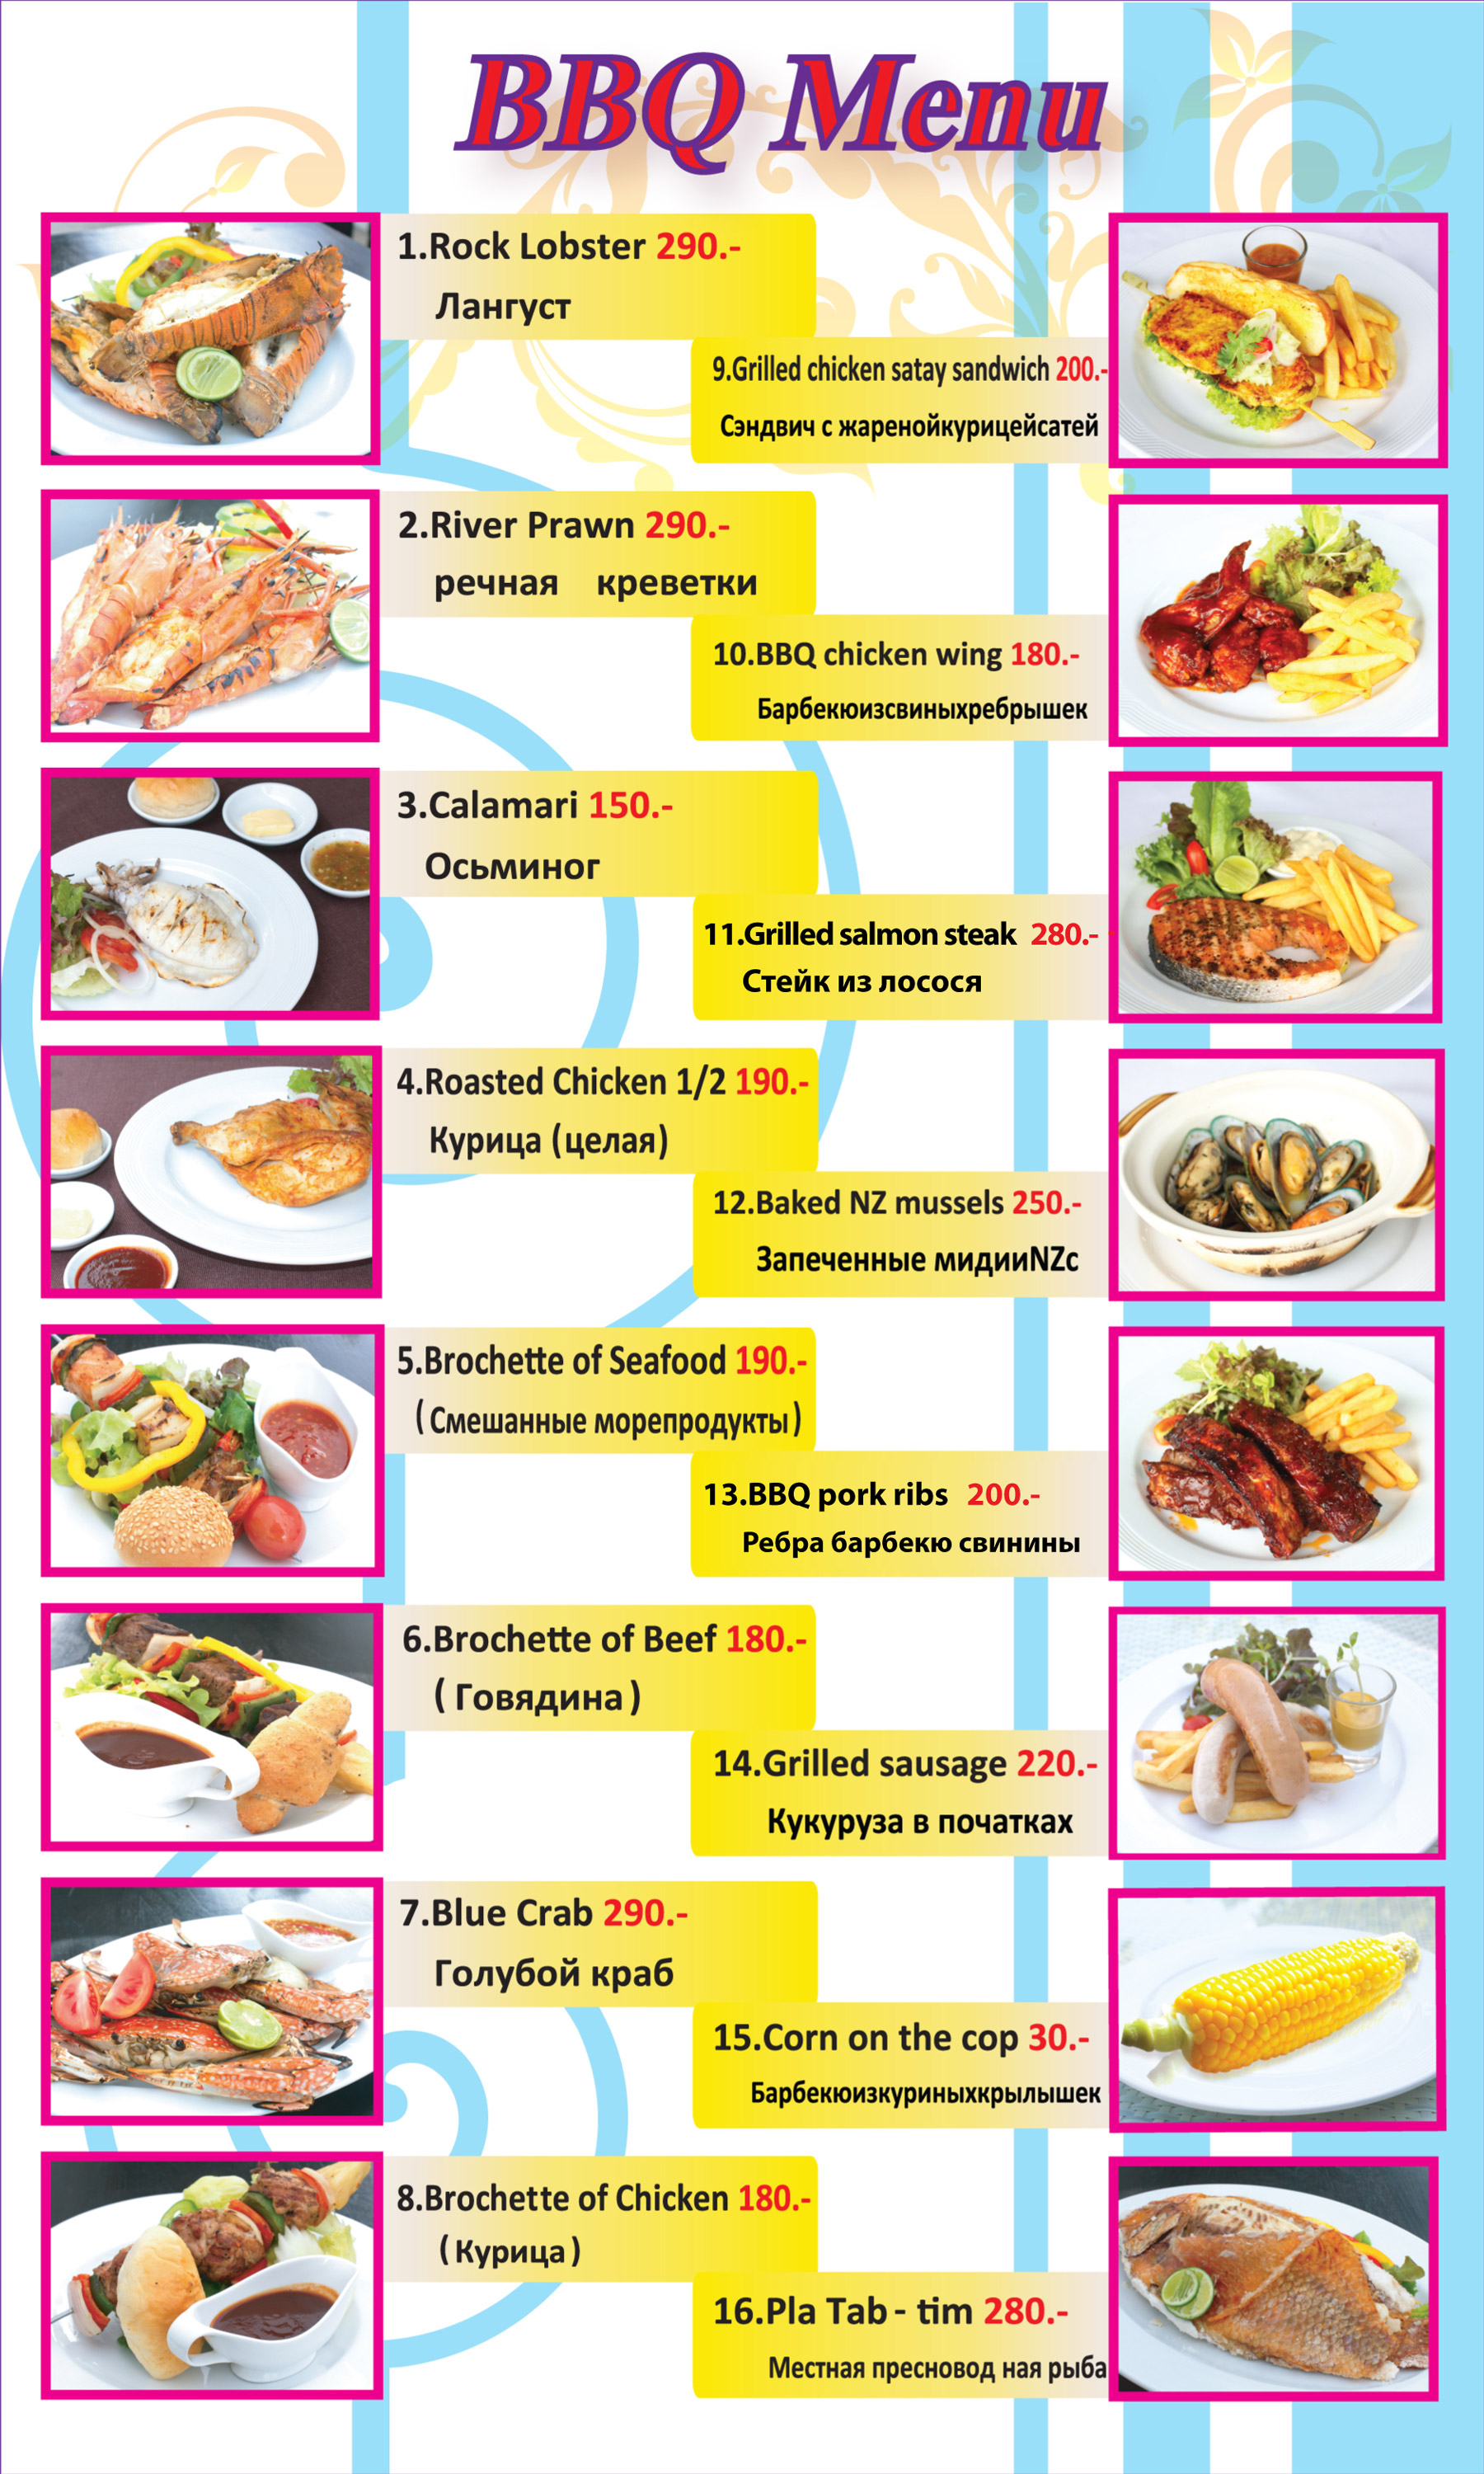 BBQ Menu
1.Rock Lobster 290.-
Лангуст
9.Grilled chicken satay sandwich 200.-
Сэндвич с жаренойкурицейсатей
2.River Prawn 290.-
речная креветки
10.BBQ chicken wing 180.-
Барбекюизсвиныхребрышек
3.Calamari 150.-
Осьминог
11.Grilled salmon steak 280.-
Стейк из лосося
4.Roasted Chicken 1/2 190.-
Курица (целая)
12.Baked NZ mussels 250.-
Запеченные мидииNZc
5.Brochette of Seafood 190.-
(Смешанные морепродукты)
13.BBQ pork ribs 200.-
Ребра барбекю свинины
6.Brochette of Beef 180.-
( Говядина )
14.Grilled sausage 220.-
Кукуруза в початках
7.Blue Crab 290.-
Голубой краб
15.Corn on the cop 30.-
Барбекюизкуриныхкрылышек
8.Brochette of Chicken 180.-
( Курица )
16.Pla Tab - tim 280.-
Местная пресновод ная рыба